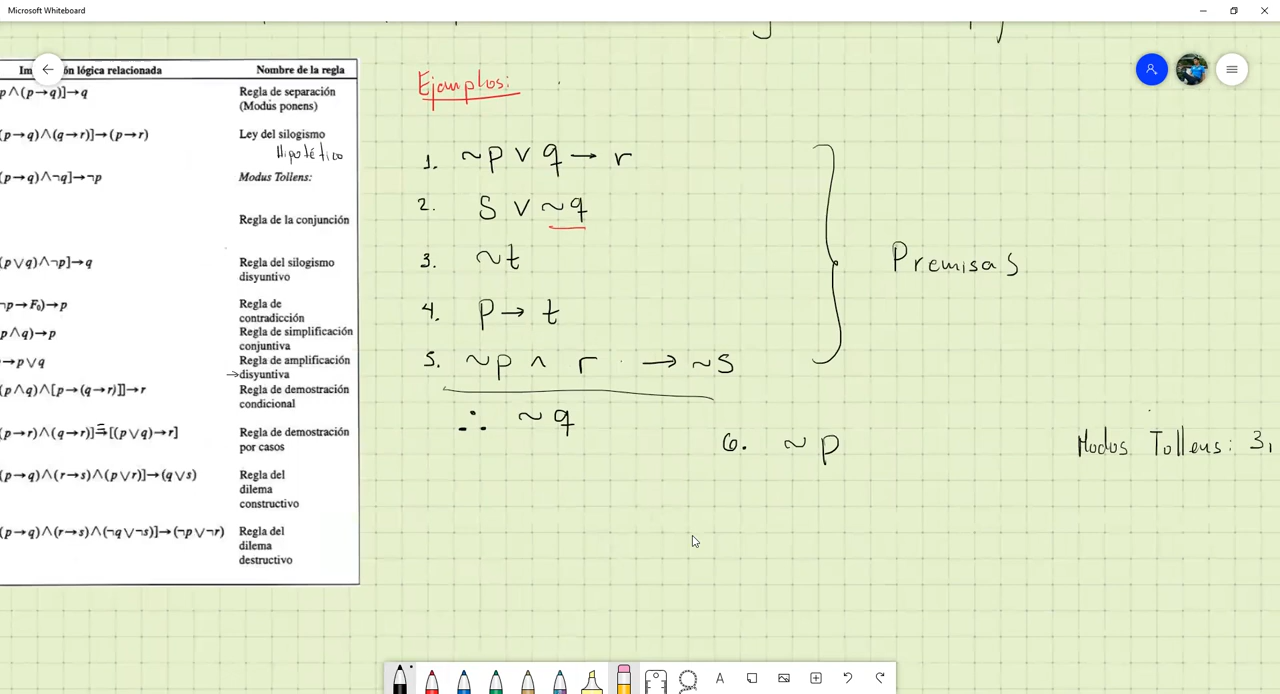 Microsoft Whiteboard
lógica relacionada Nombre de la regla
p∧(p→q)]→q Regla de separación
(Modus ponens)
(p→q)∧(q→r)]→(p→r) Ley del silogismo
Hipotético
(p→q)∧¬q]→¬p Modus Tollens:
Regla de la conjunción
(p∨q)∧¬p]→q Regla del silogismo
disyuntivo
¬p→F₀)→p Regla de
contradicción
p∧q)→p Regla de simplificación
conjuntiva
→p∨q Regla de amplificación
→disyuntiva
(p∧q)∧[p→(q→r)]]→r Regla de demostración
condicional
(p→r)∧(q→r)]≡→[(p∨q)→r] Regla de demostración
por casos
(p→q)∧(r→s)∧(p∨r)]→(q∨s) Regla del
dilema
constructivo
(p→q)∧(r→s)∧(¬q∨¬s)]→(¬p∨¬r) Regla del
dilema
destructivo
Ejemplos:
1. ~p ∨ q → r
2. S ∨ ~q
3. ~t
4. p → t
5. ~p ∧ r → ~s
∴ ~q
Premisas
6. ~p Modus Tollens: 3,
A